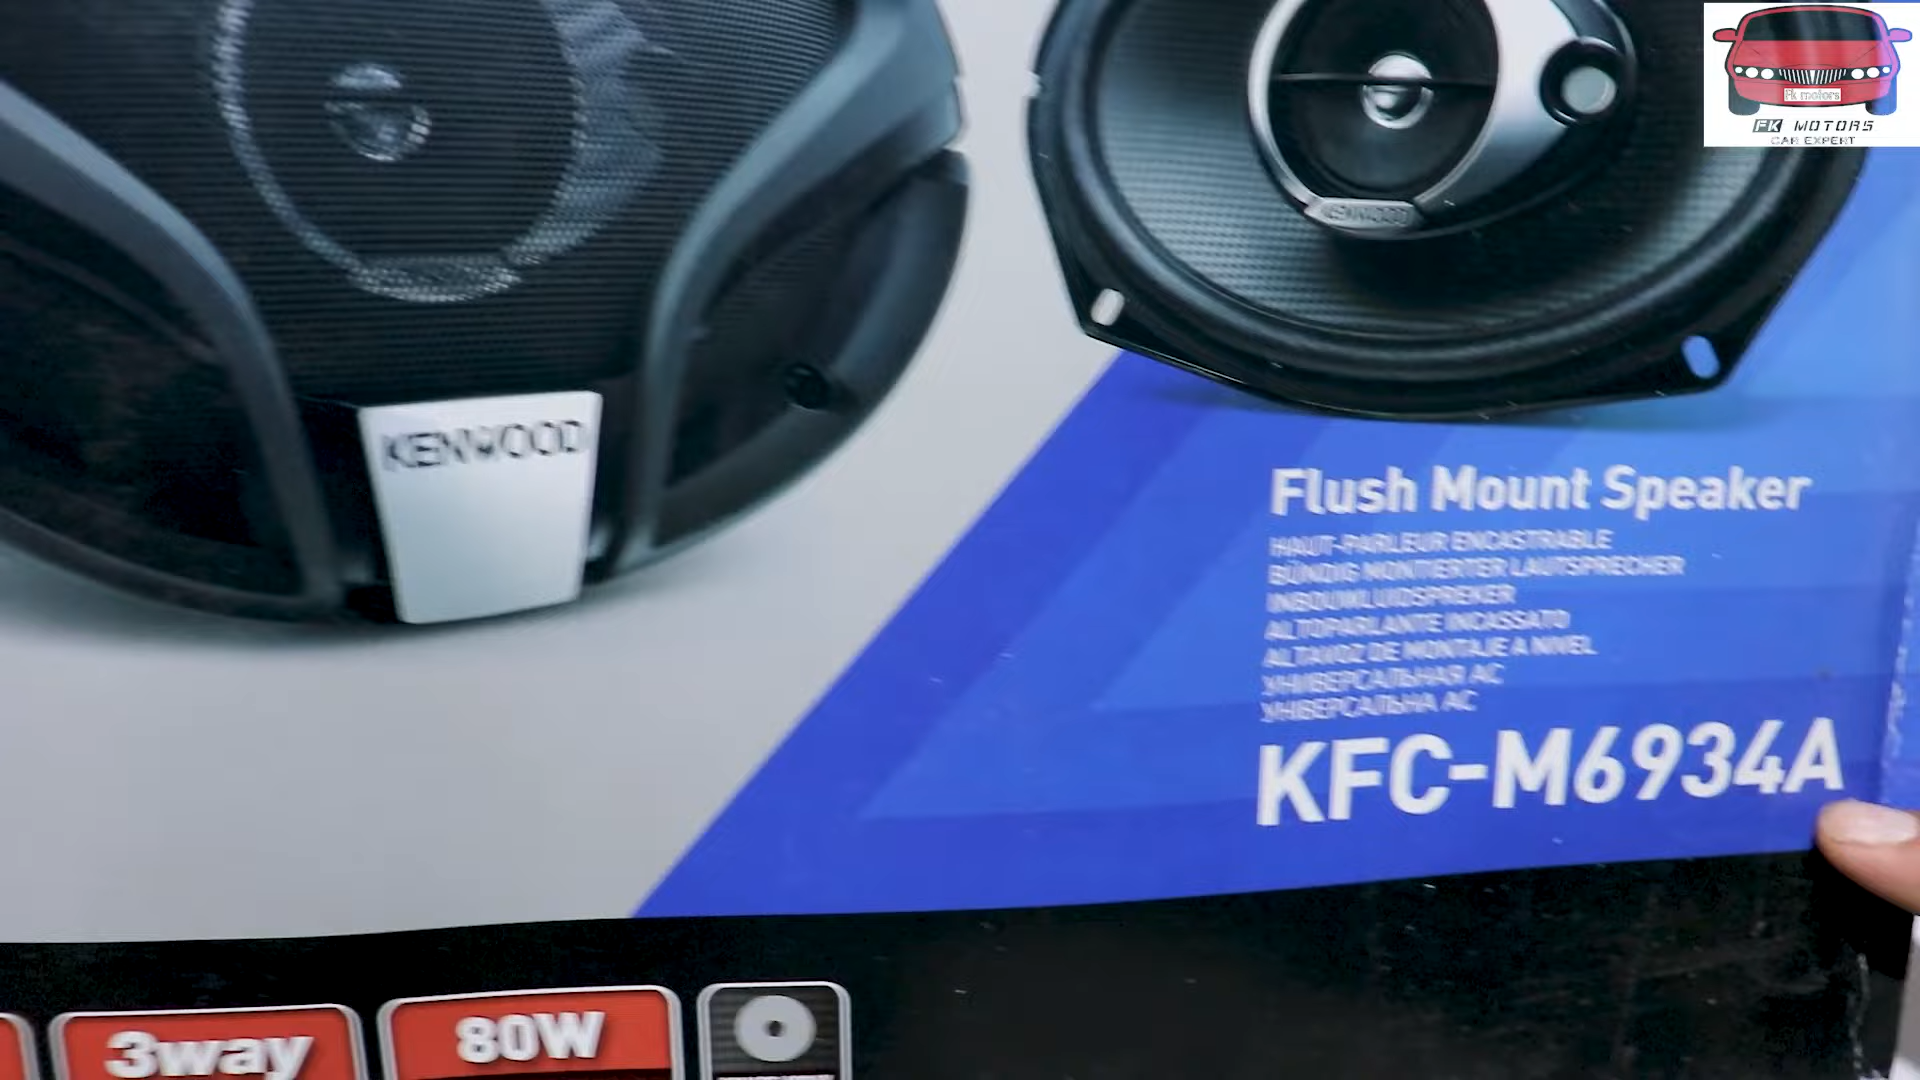 Fk motors
FK MOTORS
CAR EXPERT
KENWOOD
KENWOOD
Flush Mount Speaker
HAUT-PARLEUR ENCASTRABLE
BÜNDIG MONTIERTER LAUTSPRECHER
INBOUWLUIDSPREKER
ALTOPARLANTE INCASSATO
ALTAVOZ DE MONTAJE A NIVEL
УНИВЕРСАЛЬНАЯ АС
УНІВЕРСАЛЬНА АС
KFC-M6934A
3way
80W